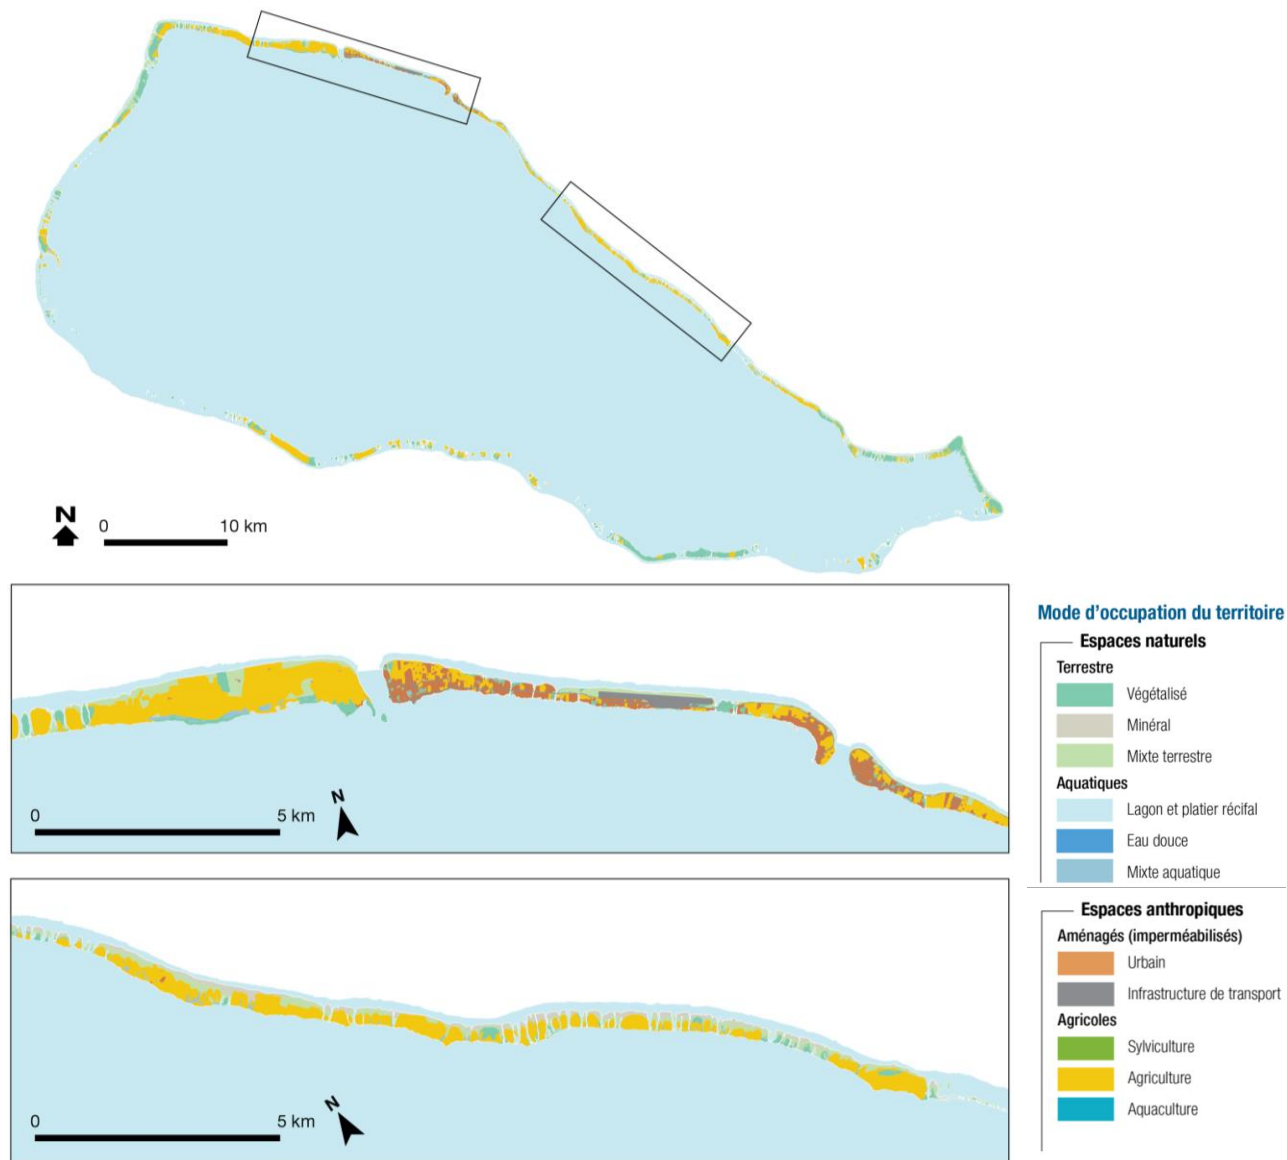 N
0 10 km
N
0 5 km
N
0 5 km
Mode d'occupation du territoire
Espaces naturels
Terrestre
Végétalisé
Minéral
Mixte terrestre
Aquatiques
Lagon et platier récifal
Eau douce
Mixte aquatique
Espaces anthropiques
Aménagés (imperméabilisés)
Urbain
Infrastructure de transport
Agricoles
Sylviculture
Agriculture
Aquaculture